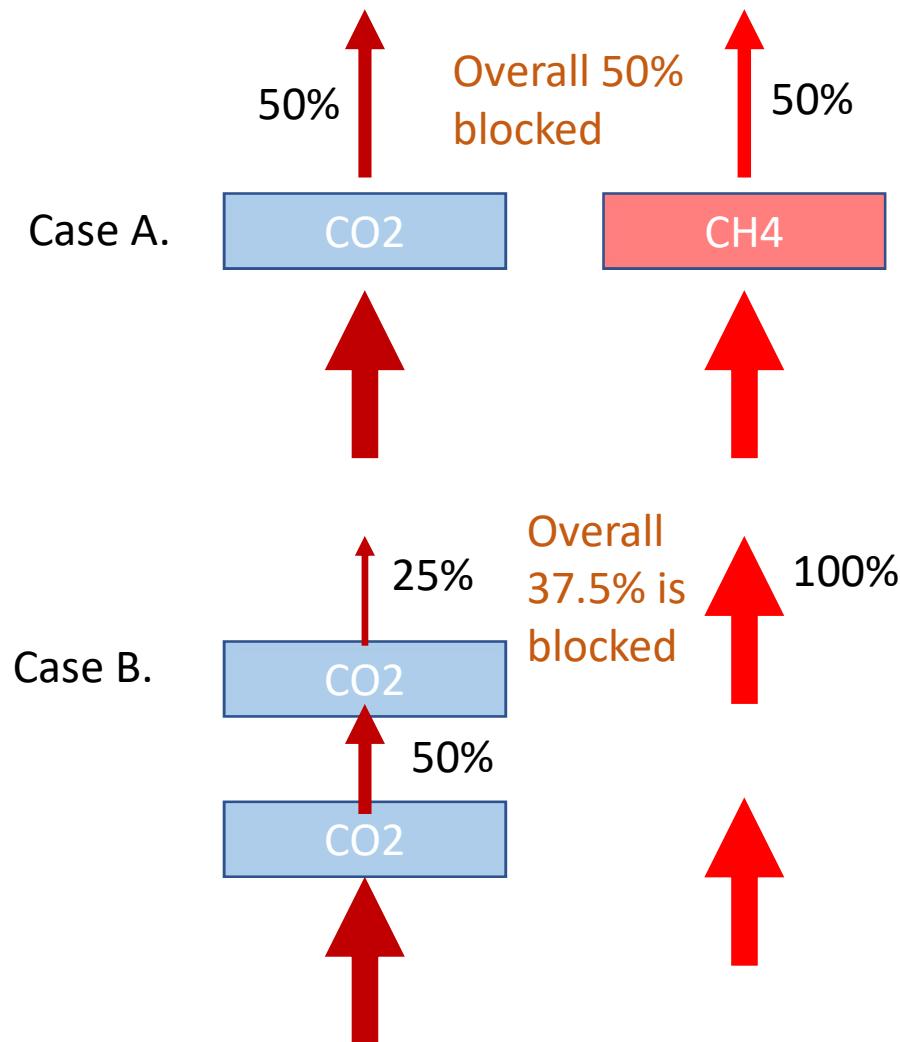 50%
Overall 50%
blocked
50%
Case A.
CO2
CH4
25%
Overall
37.5% is
blocked
100%
Case B.
CO2
50%
CO2